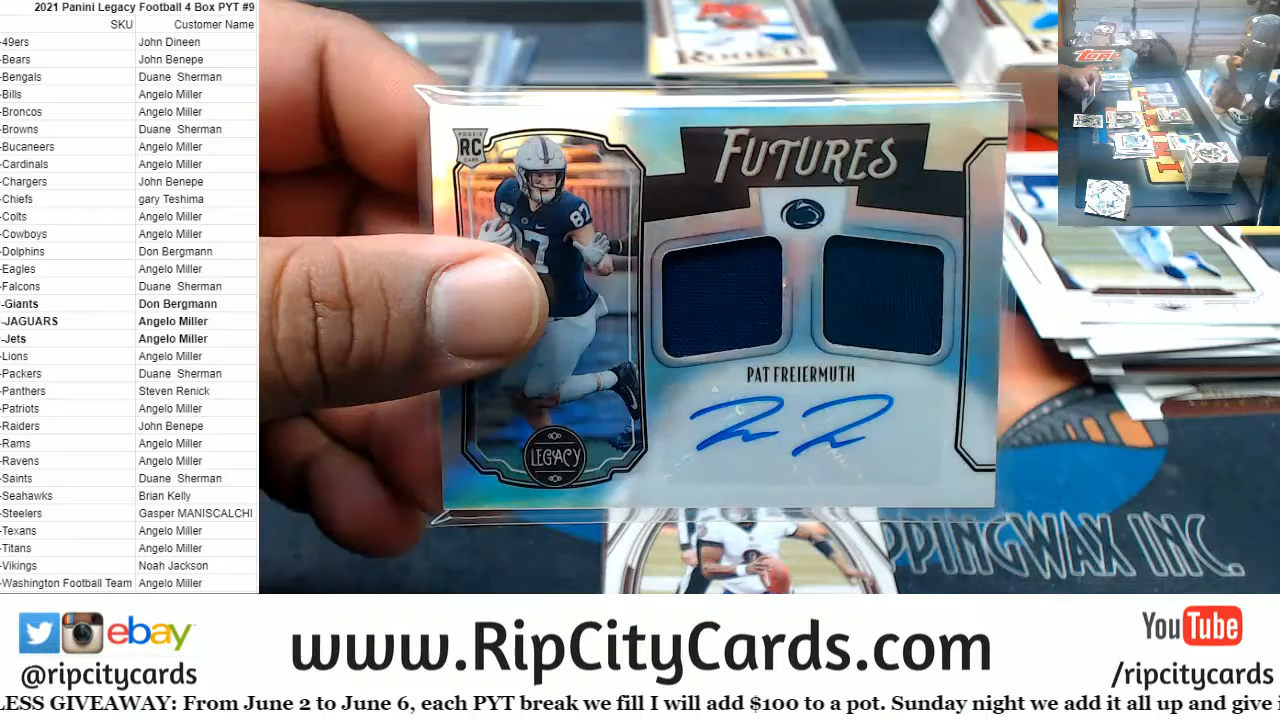 2021 Panini Legacy Football 4 Box PYT #9
SKU Customer Name
-49ers John Dineen
-Bears John Benepe
-Bengals Duane Sherman
-Bills Angelo Miller
-Broncos Angelo Miller
-Browns Duane Sherman
-Bucaneers Angelo Miller
-Cardinals Angelo Miller
-Chargers John Benepe
-Chiefs gary Teshima
-Colts Angelo Miller
-Cowboys Angelo Miller
-Dolphins Don Bergmann
-Eagles Angelo Miller
-Falcons Duane Sherman
-Giants Don Bergmann
-JAGUARS Angelo Miller
-Jets Angelo Miller
-Lions Angelo Miller
-Packers Duane Sherman
-Panthers Steven Renick
-Patriots Angelo Miller
-Raiders John Benepe
-Rams Angelo Miller
-Ravens Angelo Miller
-Saints Duane Sherman
-Seahawks Brian Kelly
-Steelers Gasper MANISCALCHI
-Texans Angelo Miller
-Titans Angelo Miller
-Vikings Noah Jackson
-Washington Football Team Angelo Miller
ROOKIE
ROOKIE
RC
CARD
FUTURES
87
87
PAT FREIERMUTH
LEGACY
PPINGWAX INC.
ebay
@ripcitycards
www.RipCityCards.com
YouTube
/ripcitycards
LESS GIVEAWAY: From June 2 to June 6, each PYT break we fill I will add $100 to a pot. Sunday night we add it all up and give